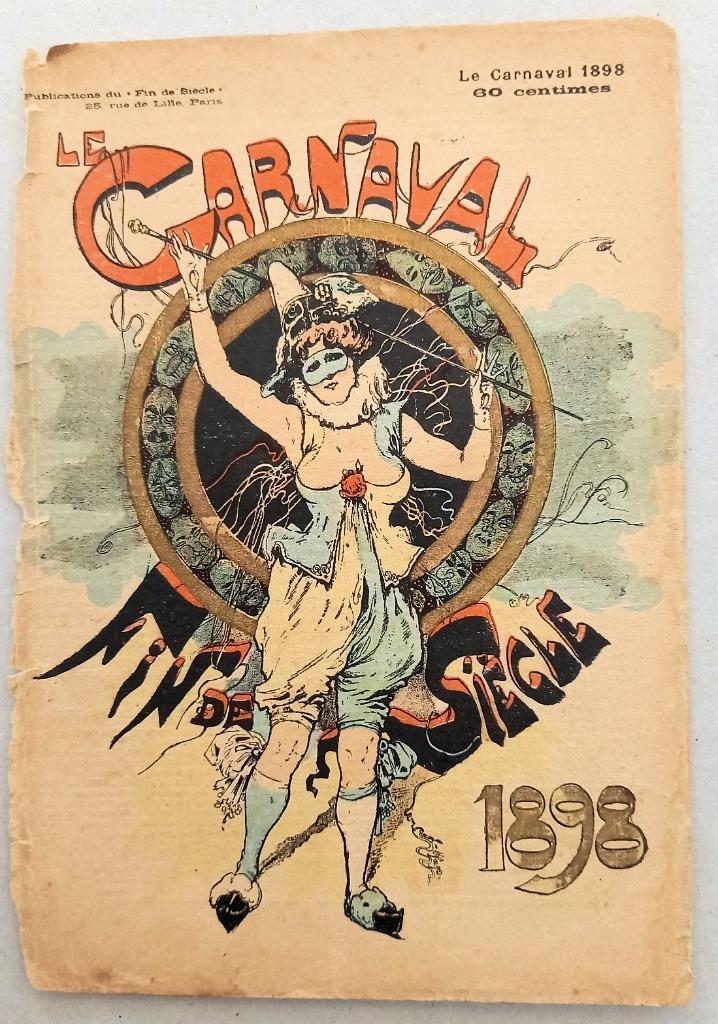 Publications du "Fin de Siècle"
25 rue de Lille, Paris
Le Carnaval 1898
60 centimes
LE
CARNAVAL
FIN DE SIÈCLE
1898